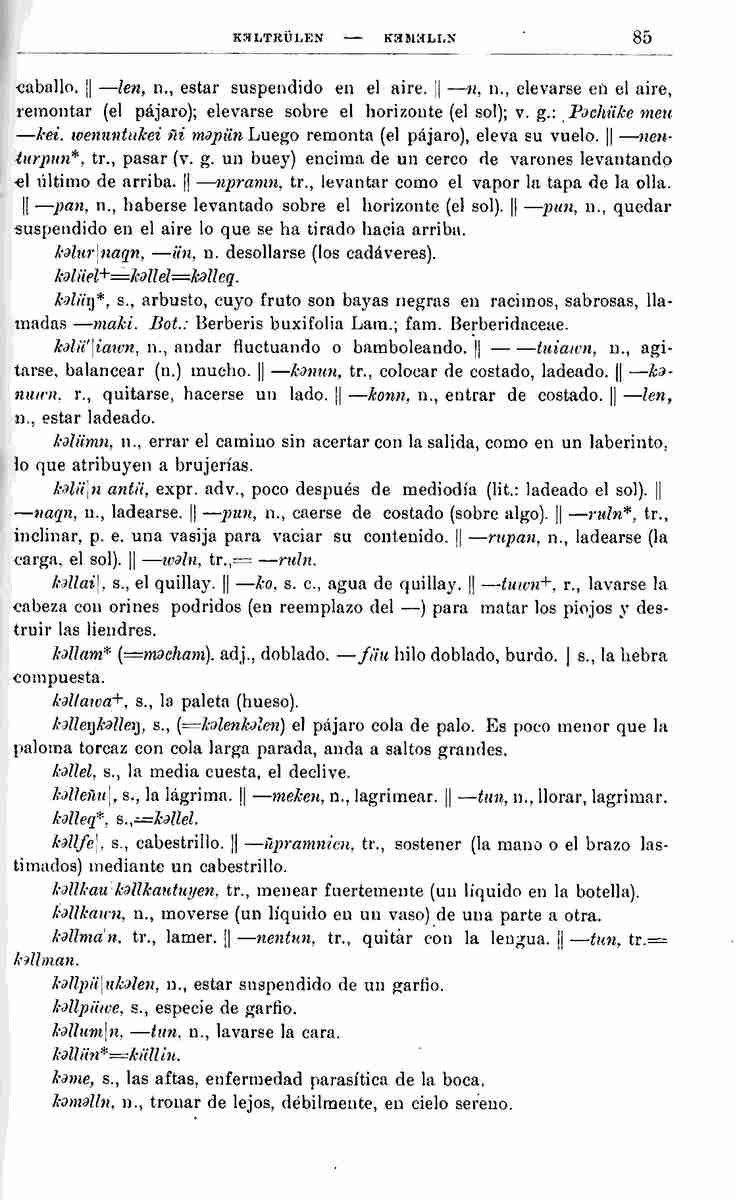 KƏLTRÜLEN — KƏMƏLLN 85
caballo. || —len, n., estar suspendido en el aire. || —n, n., elevarse en el aire,
remontar (el pájaro); elevarse sobre el horizonte (el sol); v. g.: Pəchüke meu
—kei. wenuntukei ñi məpün Luego remonta (el pájaro), eleva su vuelo. || —nen-
turpun*, tr., pasar (v. g. un buey) encima de un cerco de varones levantando
el último de arriba. || —npramn, tr., levantar como el vapor la tapa de la olla.
|| —pan, n., haberse levantado sobre el horizonte (el sol). || —pun, n., quedar
suspendido en el aire lo que se ha tirado hacia arriba.
kəlur|naqn, —ün, n. desollarse (los cadáveres).
kəlüel+=kəllel=kəlleq.
kəlüŋ*, s., arbusto, cuyo fruto son bayas negras en racimos, sabrosas, lla-
madas —maki. Bot.: Berberis buxifolia Lam.; fam. Berberidaceae.
kəlü'|iawn, n., andar fluctuando o bamboleando. || — —tuiawn, n., agi-
tarse, balancear (n.) mucho. || —kənun, tr., colocar de costado, ladeado. || —kə-
nuwn. r., quitarse, hacerse un lado. || —konn, n., entrar de costado. || —len,
n., estar ladeado.
kəlümn, n., errar el camino sin acertar con la salida, como en un laberinto,
lo que atribuyen a brujerías.
kəlü|n antü, expr. adv., poco después de mediodía (lit.: ladeado el sol). ||
—naqn, n., ladearse. || —pun, n., caerse de costado (sobre algo). || —ruln*, tr.,
inclinar, p. e. una vasija para vaciar su contenido. || —rupan, n., ladearse (la
carga, el sol). || —wəln, tr.,= —ruln.
kəllai|, s., el quillay. || —ko, s. c., agua de quillay. || —tuwn+, r., lavarse la
cabeza con orines podridos (en reemplazo del —) para matar los piojos y des-
truir las liendres.
kəllam* (=məcham). adj., doblado. —fəu hilo doblado, burdo. | s., la hebra
compuesta.
kəllawa+, s., la paleta (hueso).
kəlleŋkəlleŋ, s., (=kəlenkəlen) el pájaro cola de palo. Es poco menor que la
paloma torcaz con cola larga parada, anda a saltos grandes.
kəllel, s., la media cuesta, el declive.
kəlleñu|, s., la lágrima. || —meken, n., lagrimear. || —tun, n., llorar, lagrimar.
kəlleq*, s.,=kəllel.
kəllfe|, s., cabestrillo. || —üpramnien, tr., sostener (la mano o el brazo las-
timados) mediante un cabestrillo.
kəllkau kəllkautuyen, tr., menear fuertemente (un líquido en la botella).
kəllkawn, n., moverse (un líquido en un vaso) de una parte a otra.
kəllma|n, tr., lamer. || —nentun, tr., quitar con la lengua. || —tun, tr.=
kəllman.
kəllpü|ukəlen, n., estar suspendido de un garfio.
kəllpüwe, s., especie de garfio.
kəllum|n, —tun, n., lavarse la cara.
kəllün*=küllin.
kəme, s., las aftas, enfermedad parasítica de la boca.
kəməlln, n., tronar de lejos, débilmente, en cielo sereno.